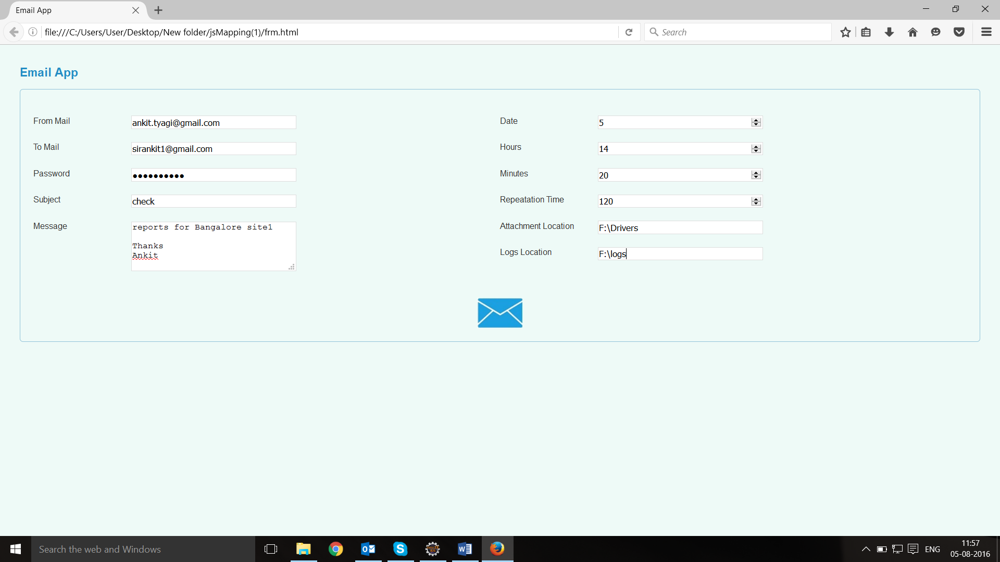 Email App
file:///C:/Users/User/Desktop/New folder/jsMapping(1)/frm.html
Search
Email App
From Mail
ankit.tyagi@gmail.com
To Mail
sirankit1@gmail.com
Password
●●●●●●●●●●
Subject
check
Message
reports for Bangalore site1
Thanks
Ankit
Date
5
Hours
14
Minutes
20
Repeatation Time
120
Attachment Location
F:\Drivers
Logs Location
F:\logs
Search the web and Windows
ENG
11:57
05-08-2016